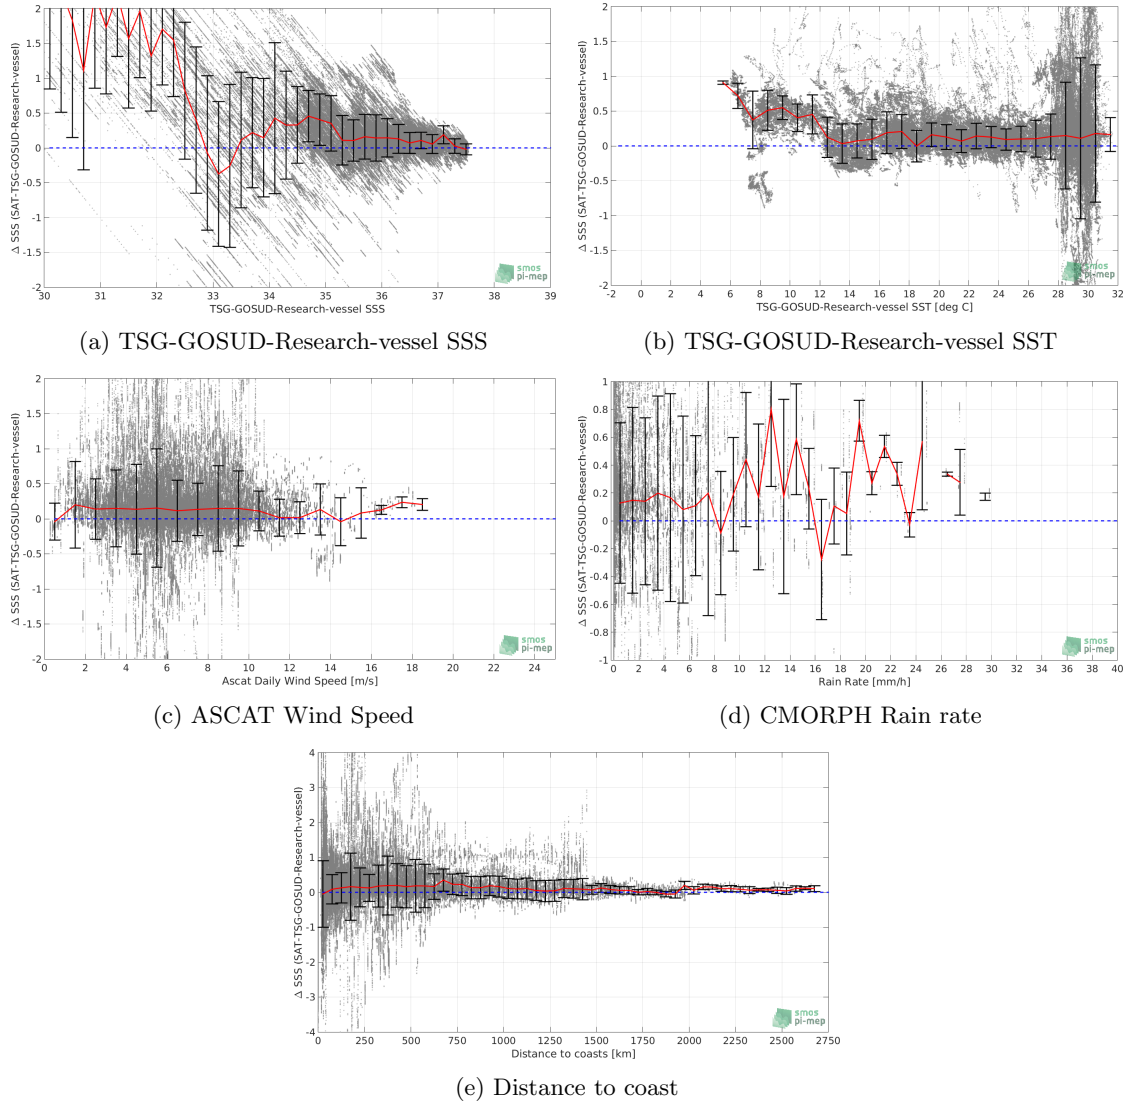 2
1.5
1
0.5
0
-0.5
-1
-1.5
-2
Δ SSS (SAT-TSG-GOSUD-Research-vessel)
30 31 32 33 34 35 36 37 38 39
TSG-GOSUD-Research-vessel SSS
smos
pi-mep
(a) TSG-GOSUD-Research-vessel SSS
2
1.5
1
0.5
0
-0.5
-1
-1.5
-2
Δ SSS (SAT-TSG-GOSUD-Research-vessel)
-2 0 2 4 6 8 10 12 14 16 18 20 22 24 26 28 30 32
TSG-GOSUD-Research-vessel SST [deg C]
smos
pi-mep
(b) TSG-GOSUD-Research-vessel SST
2
1.5
1
0.5
0
-0.5
-1
-1.5
-2
Δ SSS (SAT-TSG-GOSUD-Research-vessel)
0 2 4 6 8 10 12 14 16 18 20 22 24
Ascat Daily Wind Speed [m/s]
smos
pi-mep
(c) ASCAT Wind Speed
1
0.8
0.6
0.4
0.2
0
-0.2
-0.4
-0.6
-0.8
-1
Δ SSS (SAT-TSG-GOSUD-Research-vessel)
0 2 4 6 8 10 12 14 16 18 20 22 24 26 28 30 32 34 36 38 40
Rain Rate [mm/h]
smos
pi-mep
(d) CMORPH Rain rate
4
3
2
1
0
-1
-2
-3
-4
Δ SSS (SAT-TSG-GOSUD-Research-vessel)
0 250 500 750 1000 1250 1500 1750 2000 2250 2500 2750
Distance to coasts [km]
smos
pi-mep
(e) Distance to coast